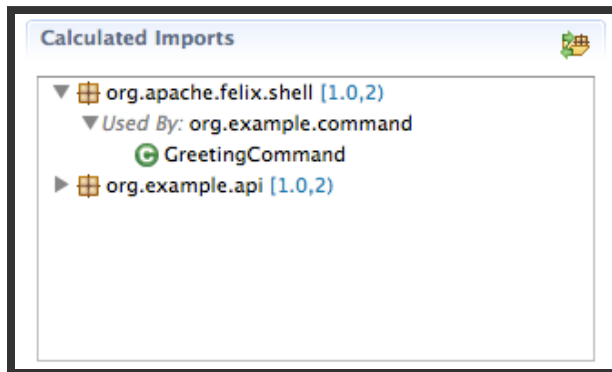 Calculated Imports
org.apache.felix.shell [1.0,2)
Used By: org.example.command
GreetingCommand
org.example.api [1.0,2)